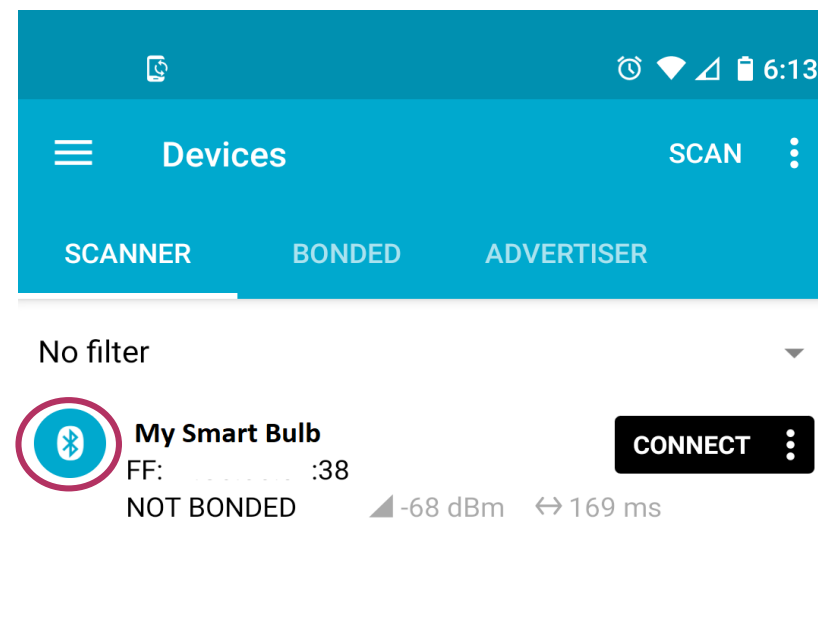 6:13
Devices SCAN
SCANNER BONDED ADVERTISER
No filter
My Smart Bulb
FF: :38
CONNECT
NOT BONDED -68 dBm 169 ms